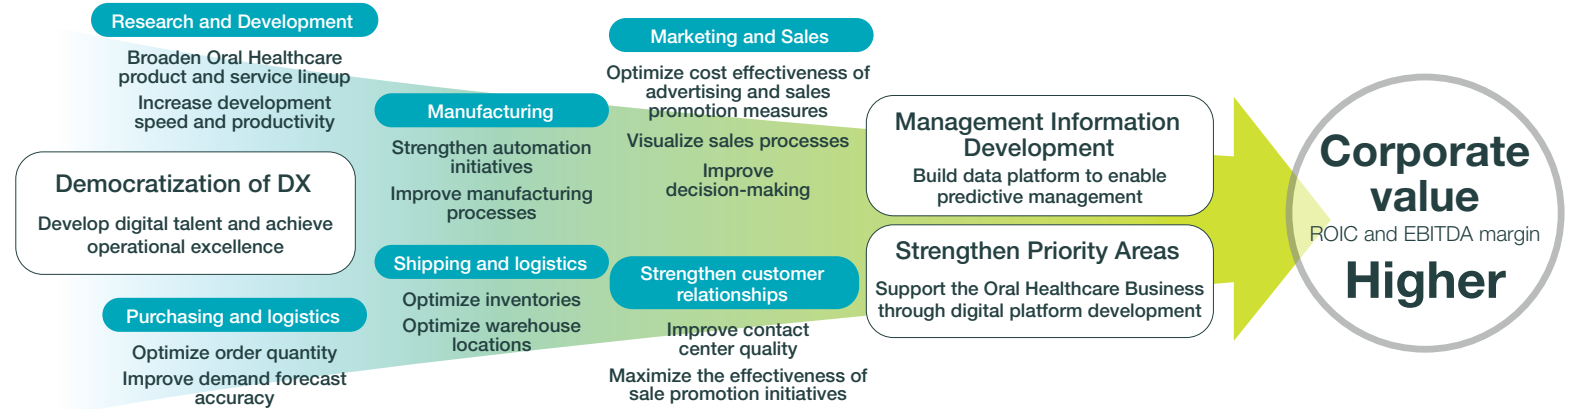 Research and Development
Broaden Oral Healthcare
product and service lineup
Increase development
speed and productivity
Democratization of DX
Develop digital talent and achieve
operational excellence
Purchasing and logistics
Optimize order quantity
Improve demand forecast
accuracy
Manufacturing
Strengthen automation
initiatives
Improve manufacturing
processes
Shipping and logistics
Optimize inventories
Optimize warehouse
locations
Marketing and Sales
Optimize cost effectiveness of
advertising and sales
promotion measures
Visualize sales processes
Improve
decision-making
Strengthen customer
relationships
Improve contact
center quality
Maximize the effectiveness of
sale promotion initiatives
Management Information
Development
Build data platform to enable
predictive management
Strengthen Priority Areas
Support the Oral Healthcare Business
through digital platform development
Corporate
value
ROIC and EBITDA margin
Higher